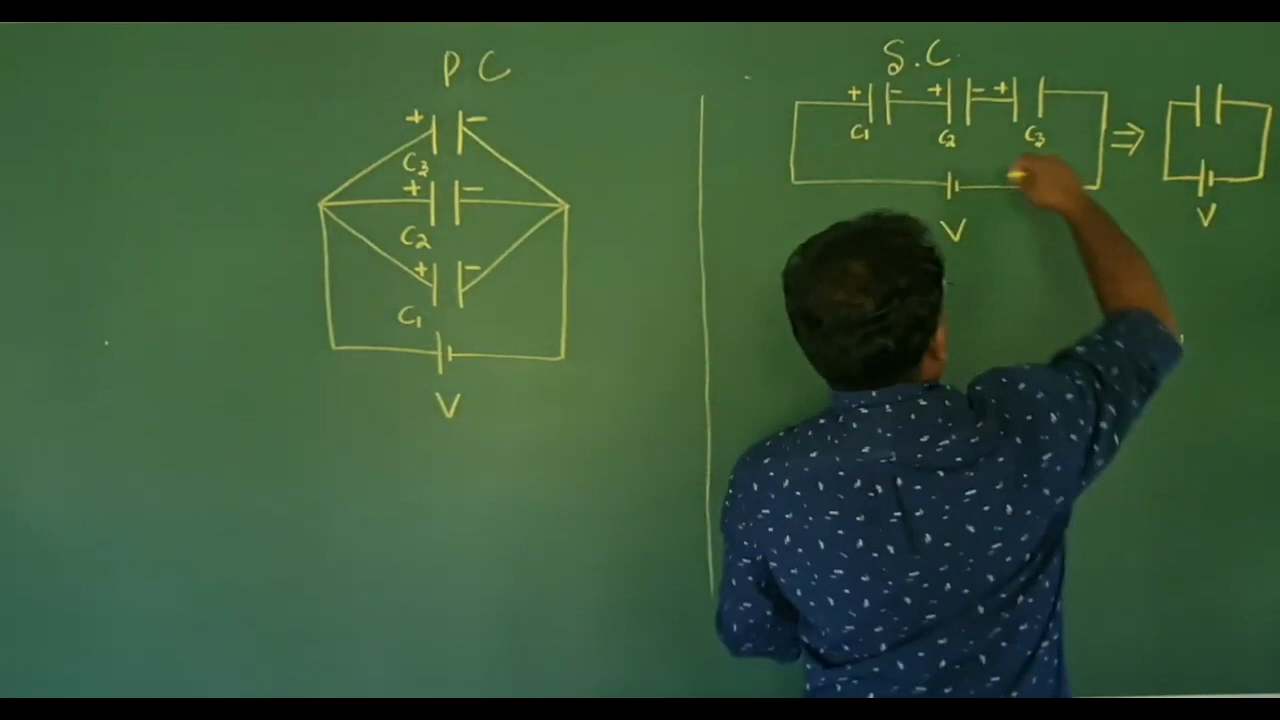 P C
+ -
C3
+ -
C2
+ -
C1
V
S.C.
+ - + - +
C1 C2 C3
⇒
V
V